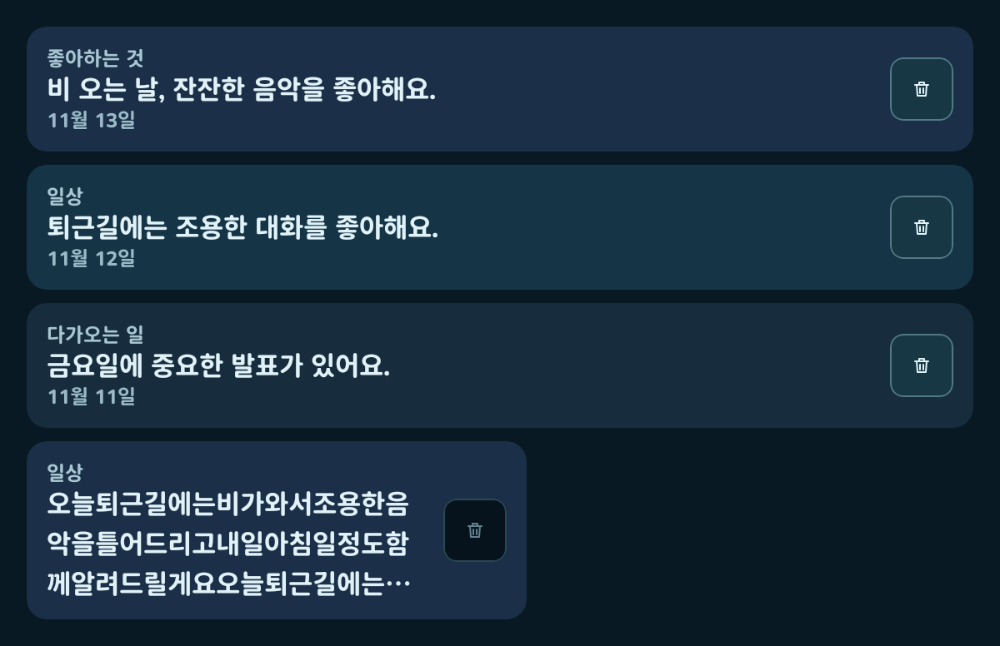 좋아하는 것
비 오는 날, 잔잔한 음악을 좋아해요.
11월 13일
일상
퇴근길에는 조용한 대화를 좋아해요.
11월 12일
다가오는 일
금요일에 중요한 발표가 있어요.
11월 11일
일상
오늘퇴근길에는비가와서조용한음
악을틀어드리고내일아침일정도함
께알려드릴게요오늘퇴근길에는…